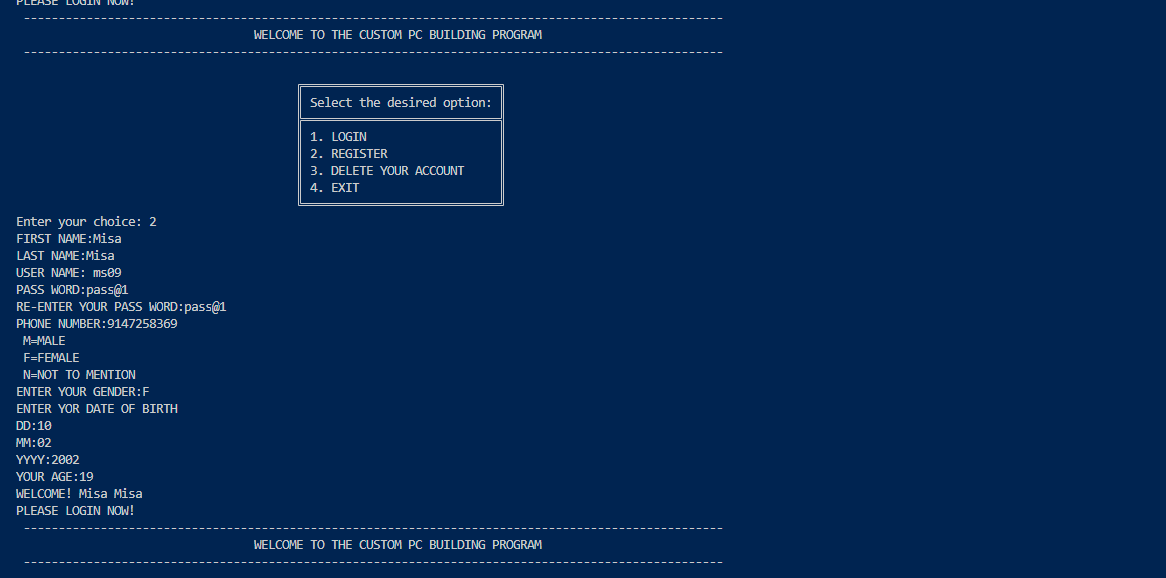 PLEASE LOGIN NOW!
----------------------------------------------------------------------------------------------------
WELCOME TO THE CUSTOM PC BUILDING PROGRAM
----------------------------------------------------------------------------------------------------
Select the desired option:
1. LOGIN
2. REGISTER
3. DELETE YOUR ACCOUNT
4. EXIT
Enter your choice: 2
FIRST NAME:Misa
LAST NAME:Misa
USER NAME: ms09
PASS WORD:pass@1
RE-ENTER YOUR PASS WORD:pass@1
PHONE NUMBER:9147258369
M=MALE
F=FEMALE
N=NOT TO MENTION
ENTER YOUR GENDER:F
ENTER YOR DATE OF BIRTH
DD:10
MM:02
YYYY:2002
YOUR AGE:19
WELCOME! Misa Misa
PLEASE LOGIN NOW!
----------------------------------------------------------------------------------------------------
WELCOME TO THE CUSTOM PC BUILDING PROGRAM
----------------------------------------------------------------------------------------------------